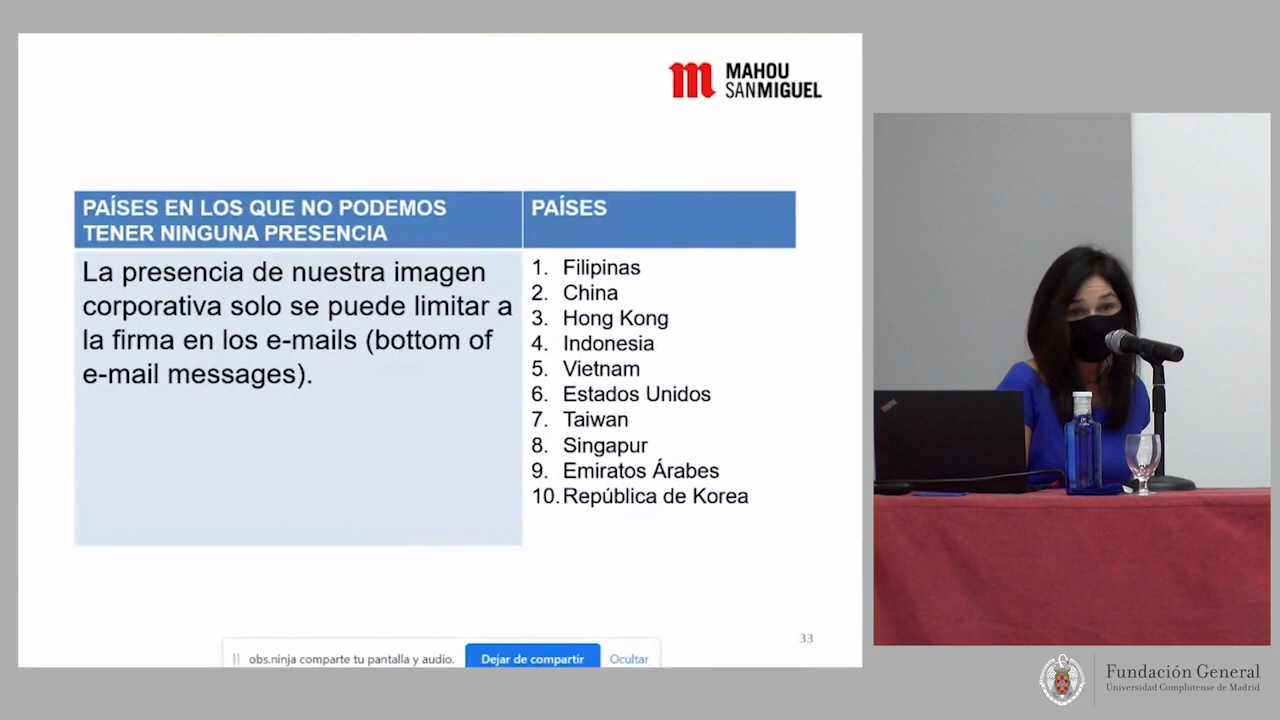 m MAHOU
SANMIGUEL
PAÍSES EN LOS QUE NO PODEMOS
TENER NINGUNA PRESENCIA
PAÍSES
La presencia de nuestra imagen
corporativa solo se puede limitar a
la firma en los e-mails (bottom of
e-mail messages).
1. Filipinas
2. China
3. Hong Kong
4. Indonesia
5. Vietnam
6. Estados Unidos
7. Taiwan
8. Singapur
9. Emiratos Árabes
10. República de Korea
33
obs.ninja comparte tu pantalla y audio.
Dejar de compartir
Ocultar
Fundación General
Universidad Complutense de Madrid